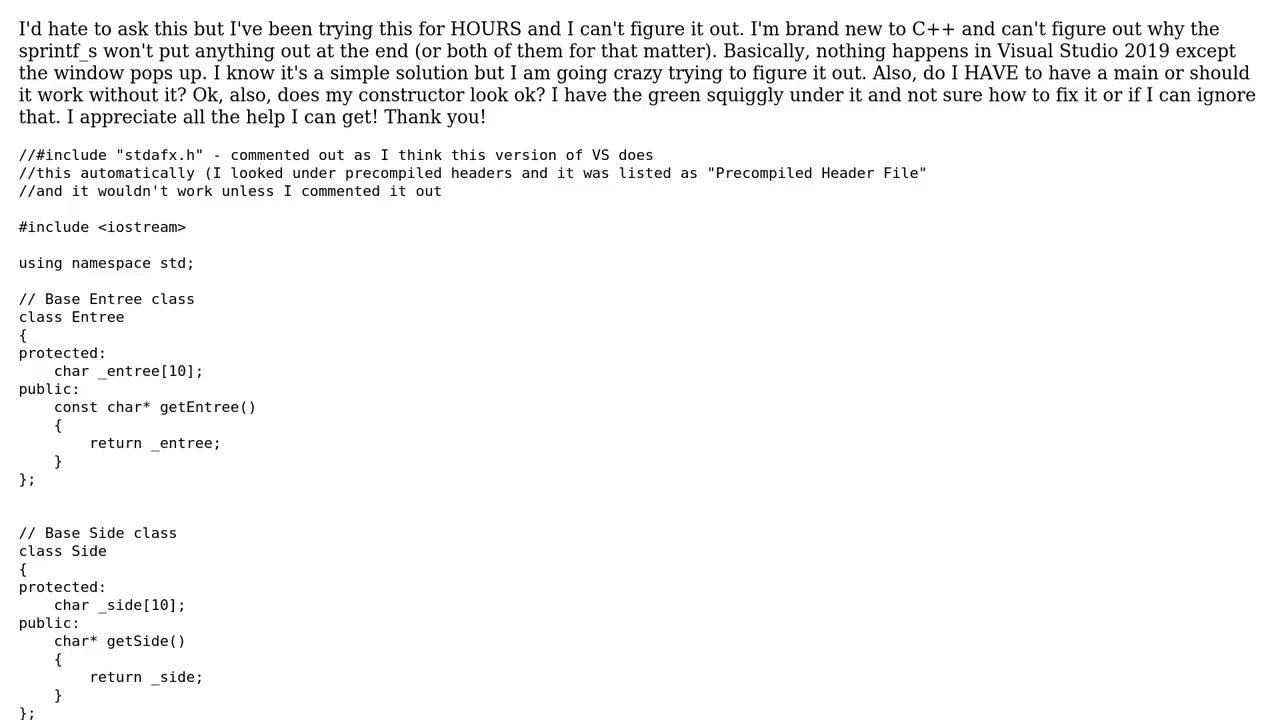 I'd hate to ask this but I've been trying this for HOURS and I can't figure it out. I'm brand new to C++ and can't figure out why the
sprintf_s won't put anything out at the end (or both of them for that matter). Basically, nothing happens in Visual Studio 2019 except
the window pops up. I know it's a simple solution but I am going crazy trying to figure it out. Also, do I HAVE to have a main or should
it work without it? Ok, also, does my constructor look ok? I have the green squiggly under it and not sure how to fix it or if I can ignore
that. I appreciate all the help I can get! Thank you!
//#include "stdafx.h" - commented out as I think this version of VS does
//this automatically (I looked under precompiled headers and it was listed as "Precompiled Header File"
//and it wouldn't work unless I commented it out
#include <iostream>
using namespace std;
// Base Entree class
class Entree
{
protected:
    char _entree[10];
public:
    const char* getEntree()
    {
        return _entree;
    }
};
// Base Side class
class Side
{
protected:
    char _side[10];
public:
    char* getSide()
    {
        return _side;
    }
};